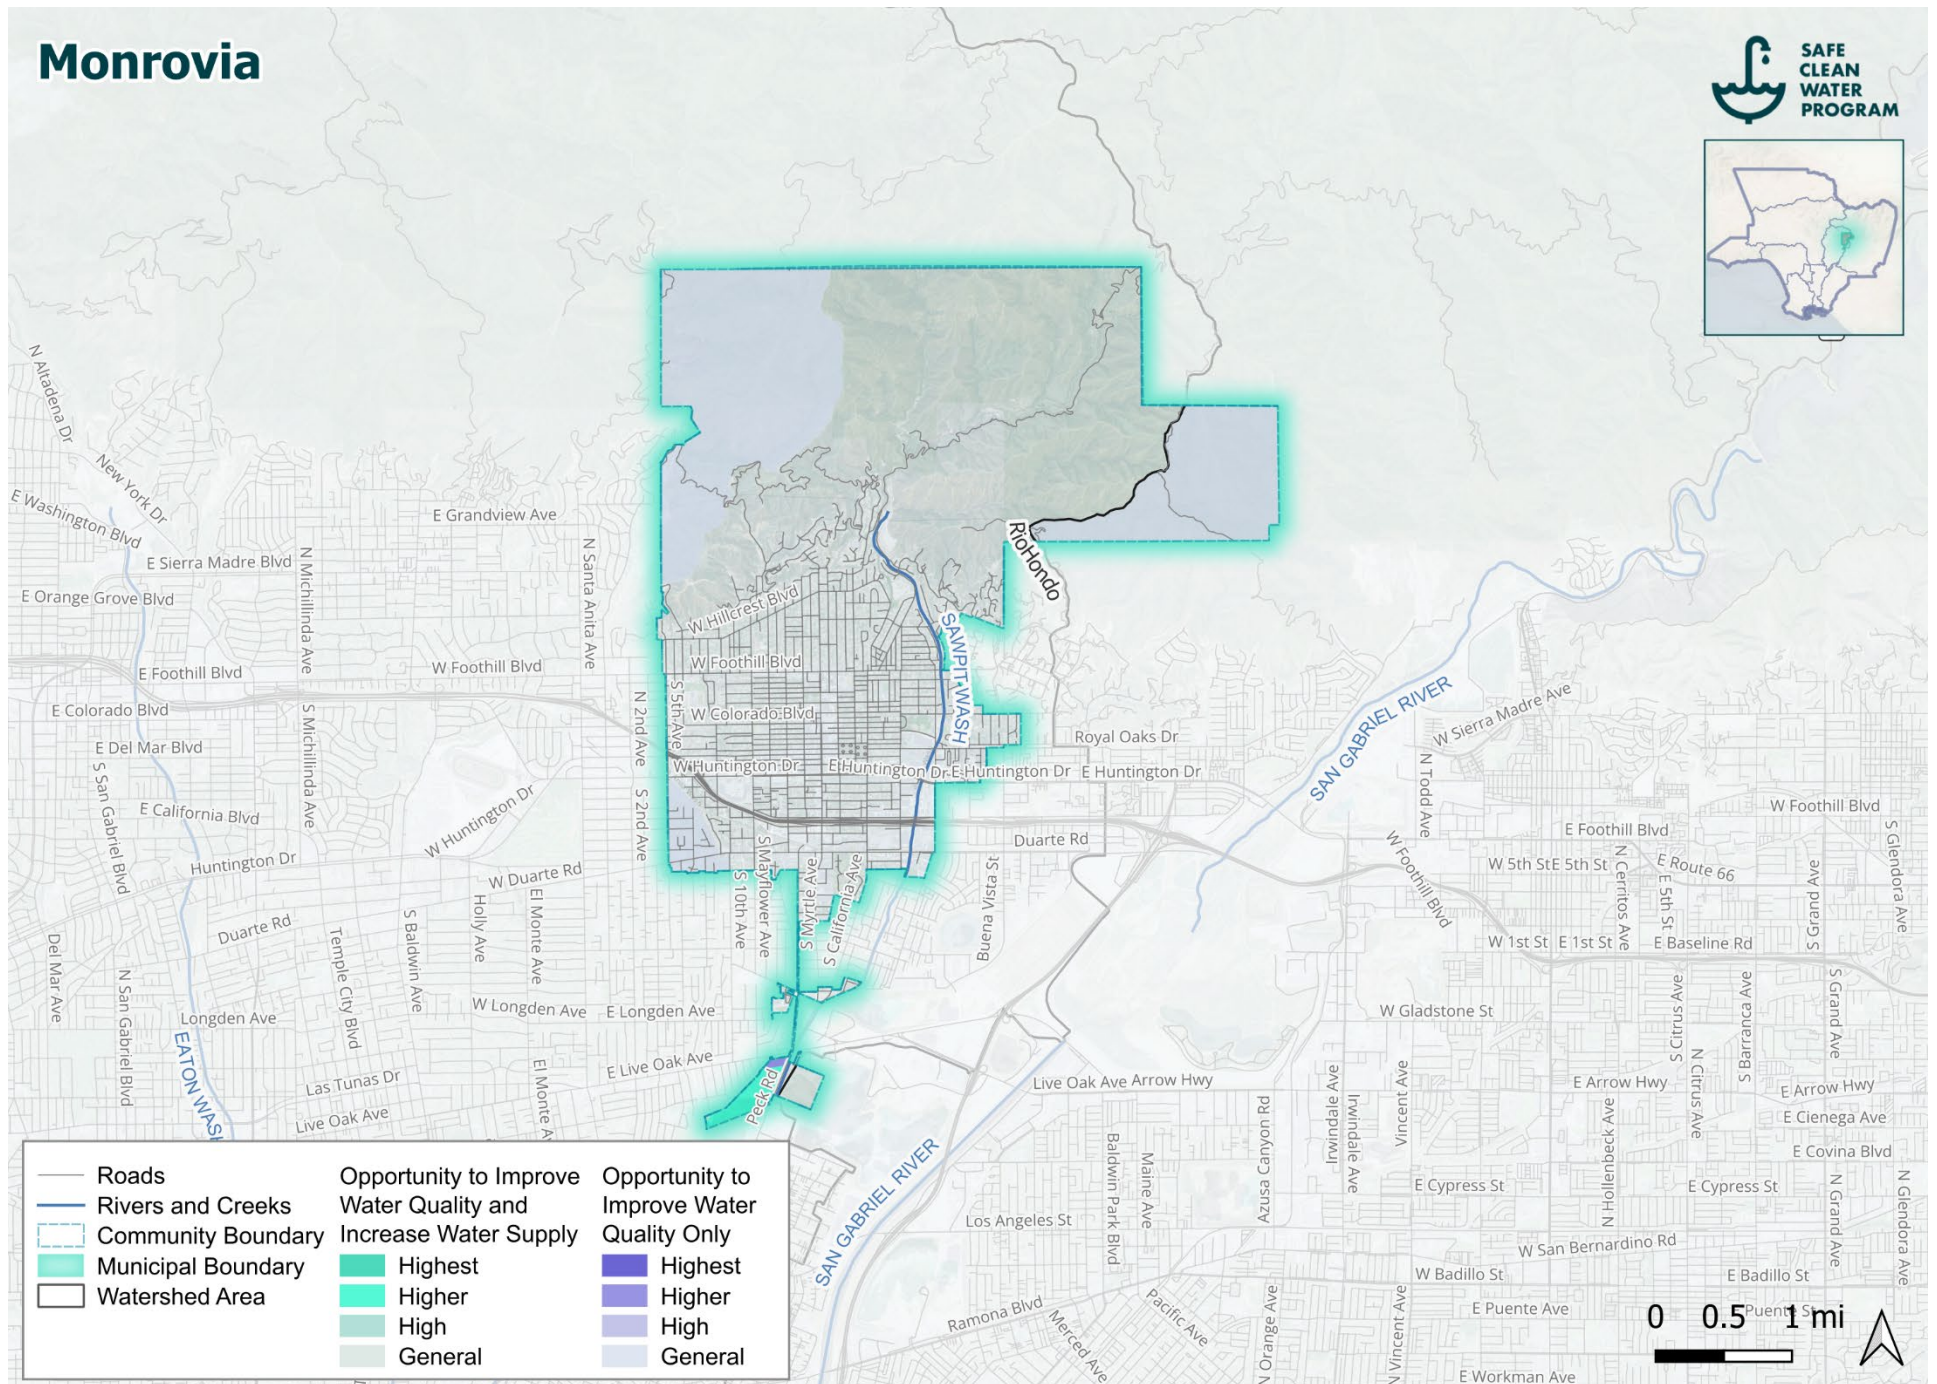 Monrovia
SAFE
CLEAN
WATER
PROGRAM
N Altadena Dr
New York Dr
E Washington Blvd
E Grandview Ave
E Sierra Madre Blvd
N Michillinda Ave
N Santa Anita Ave
E Orange Grove Blvd
RioHondo
W Hillcrest Blvd
SAWPIT WASH
W Foothill Blvd
W Foothill Blvd
E Foothill Blvd
S 5th Ave
N 2nd Ave
E Colorado Blvd
S Michillinda Ave
W Colorado Blvd
SAN GABRIEL RIVER
W Sierra Madre Ave
E Del Mar Blvd
Royal Oaks Dr
S San Gabriel Blvd
W Huntington Dr
E Huntington Dr
E Huntington Dr
E Huntington Dr
N Todd Ave
E California Blvd
W Huntington Dr
S 2nd Ave
W Foothill Blvd
S Glendora Ave
E Foothill Blvd
Duarte Rd
W Foothill Blvd
Huntington Dr
W Duarte Rd
S Mayflower Ave
S Myrtle Ave
S California Ave
S 10th Ave
Buena Vista St
W 5th St
E 5th St
N Cerritos Ave
E Route 66
E 5th St
S Grand Ave
Duarte Rd
S Baldwin Ave
Holly Ave
El Monte Ave
Del Mar Ave
N San Gabriel Blvd
Temple City Blvd
W 1st St
E 1st St
E Baseline Rd
Longden Ave
W Longden Ave
E Longden Ave
W Gladstone St
S Citrus Ave
S Barranca Ave
S Grand Ave
EATON WASH
E Live Oak Ave
El Monte A
Las Tunas Dr
Live Oak Ave
Peck Rd
Live Oak Ave
Arrow Hwy
Irwindale Ave
Irwindale Ave
Vincent Ave
N Citrus Ave
E Arrow Hwy
E Arrow Hwy
E Cienega Ave
Azusa Canyon Rd
N Hollenbeck Ave
E Covina Blvd
Baldwin Park Blvd
Maine Ave
SAN GABRIEL RIVER
E Cypress St
E Cypress St
N Grand Ave
N Glendora Ave
Los Angeles St
W San Bernardino Rd
W Badillo St
E Badillo St
Ramona Blvd
Merced Ave
Pacific Ave
N Orange Ave
N Vincent Ave
E Puente Ave
Puente St
E Workman Ave
Roads
Rivers and Creeks
Community Boundary
Municipal Boundary
Watershed Area
Opportunity to Improve
Water Quality and
Increase Water Supply
Highest
Higher
High
General
Opportunity to
Improve Water
Quality Only
Highest
Higher
High
General
0 0.5 1 mi